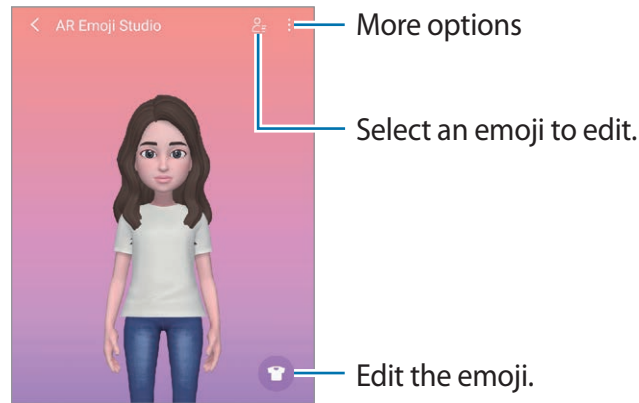 AR Emoji Studio
More options
Select an emoji to edit.
Edit the emoji.